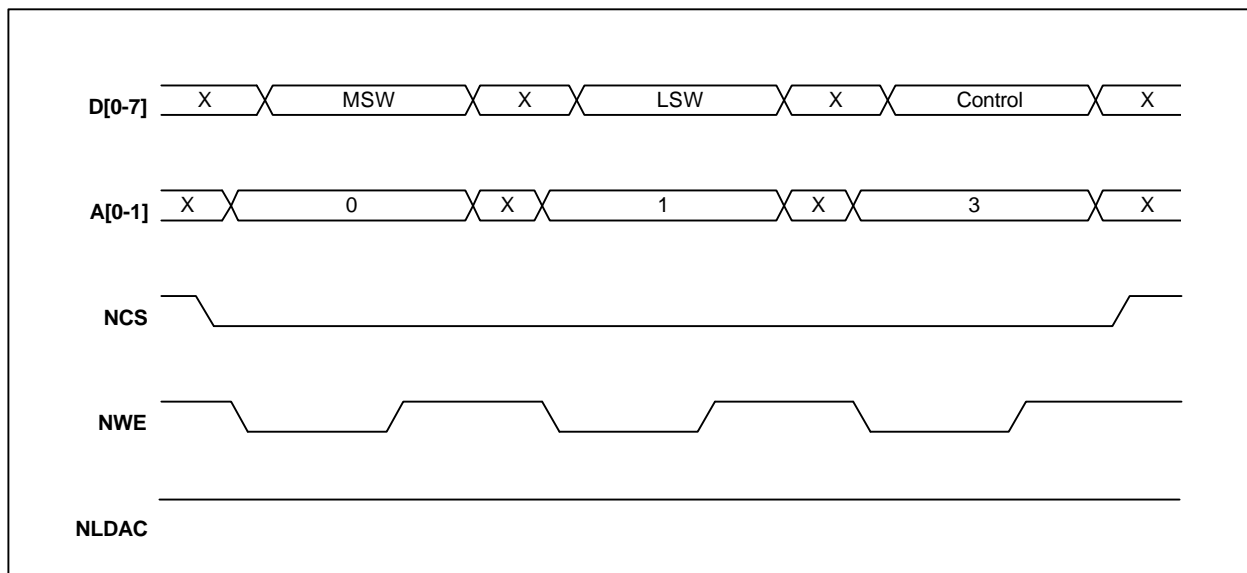 D[0-7] X MSW X LSW X Control X
A[0-1] X 0 X 1 X 3 X
NCS
NWE
NLDAC